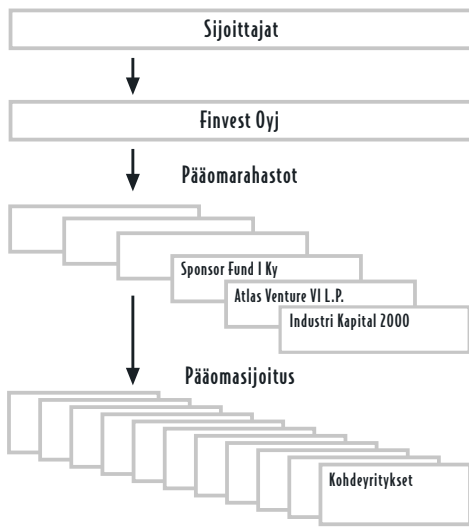 Sijoittajat
Finvest Oyj
Pääomarahastot
Sponsor Fund I Ky
Atlas Venture VI L.P.
Industri Kapital 2000
Pääomasijoitus
Kohdeyritykset